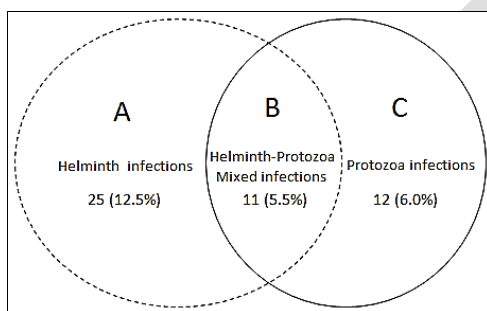 A
Helminth infections
25 (12.5%)
B
Helminth-Protozoa
Mixed infections
11 (5.5%)
C
Protozoa infections
12 (6.0%)